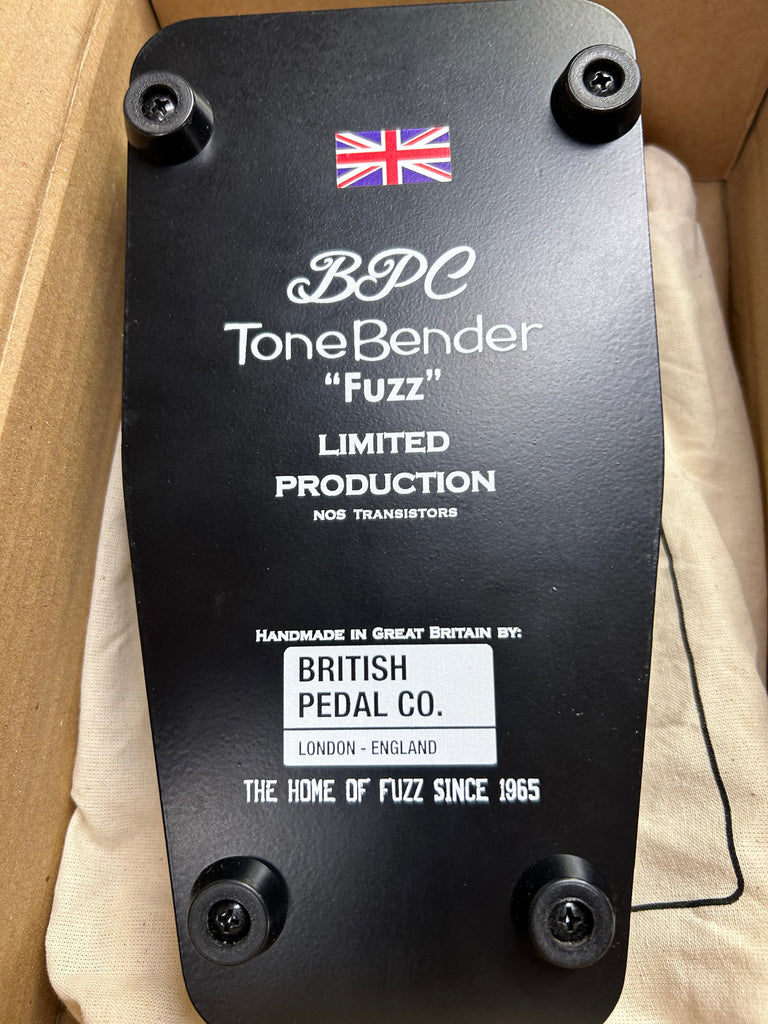 BPC
ToneBender
“Fuzz”
LIMITED
PRODUCTION
NOS TRANSISTORS
HANDMADE IN GREAT BRITAIN BY:
BRITISH
PEDAL CO.
LONDON - ENGLAND
THE HOME OF FUZZ SINCE 1965